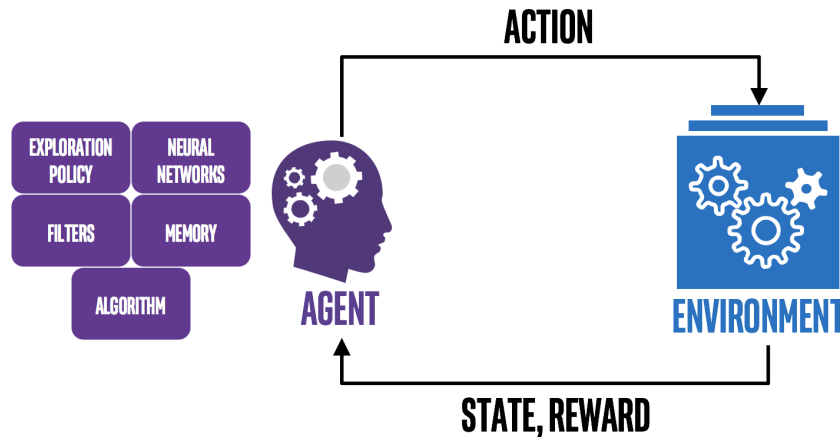 ACTION
EXPLORATION
POLICY
NEURAL
NETWORKS
FILTERS
MEMORY
ALGORITHM
AGENT
ENVIRONMENT
STATE, REWARD